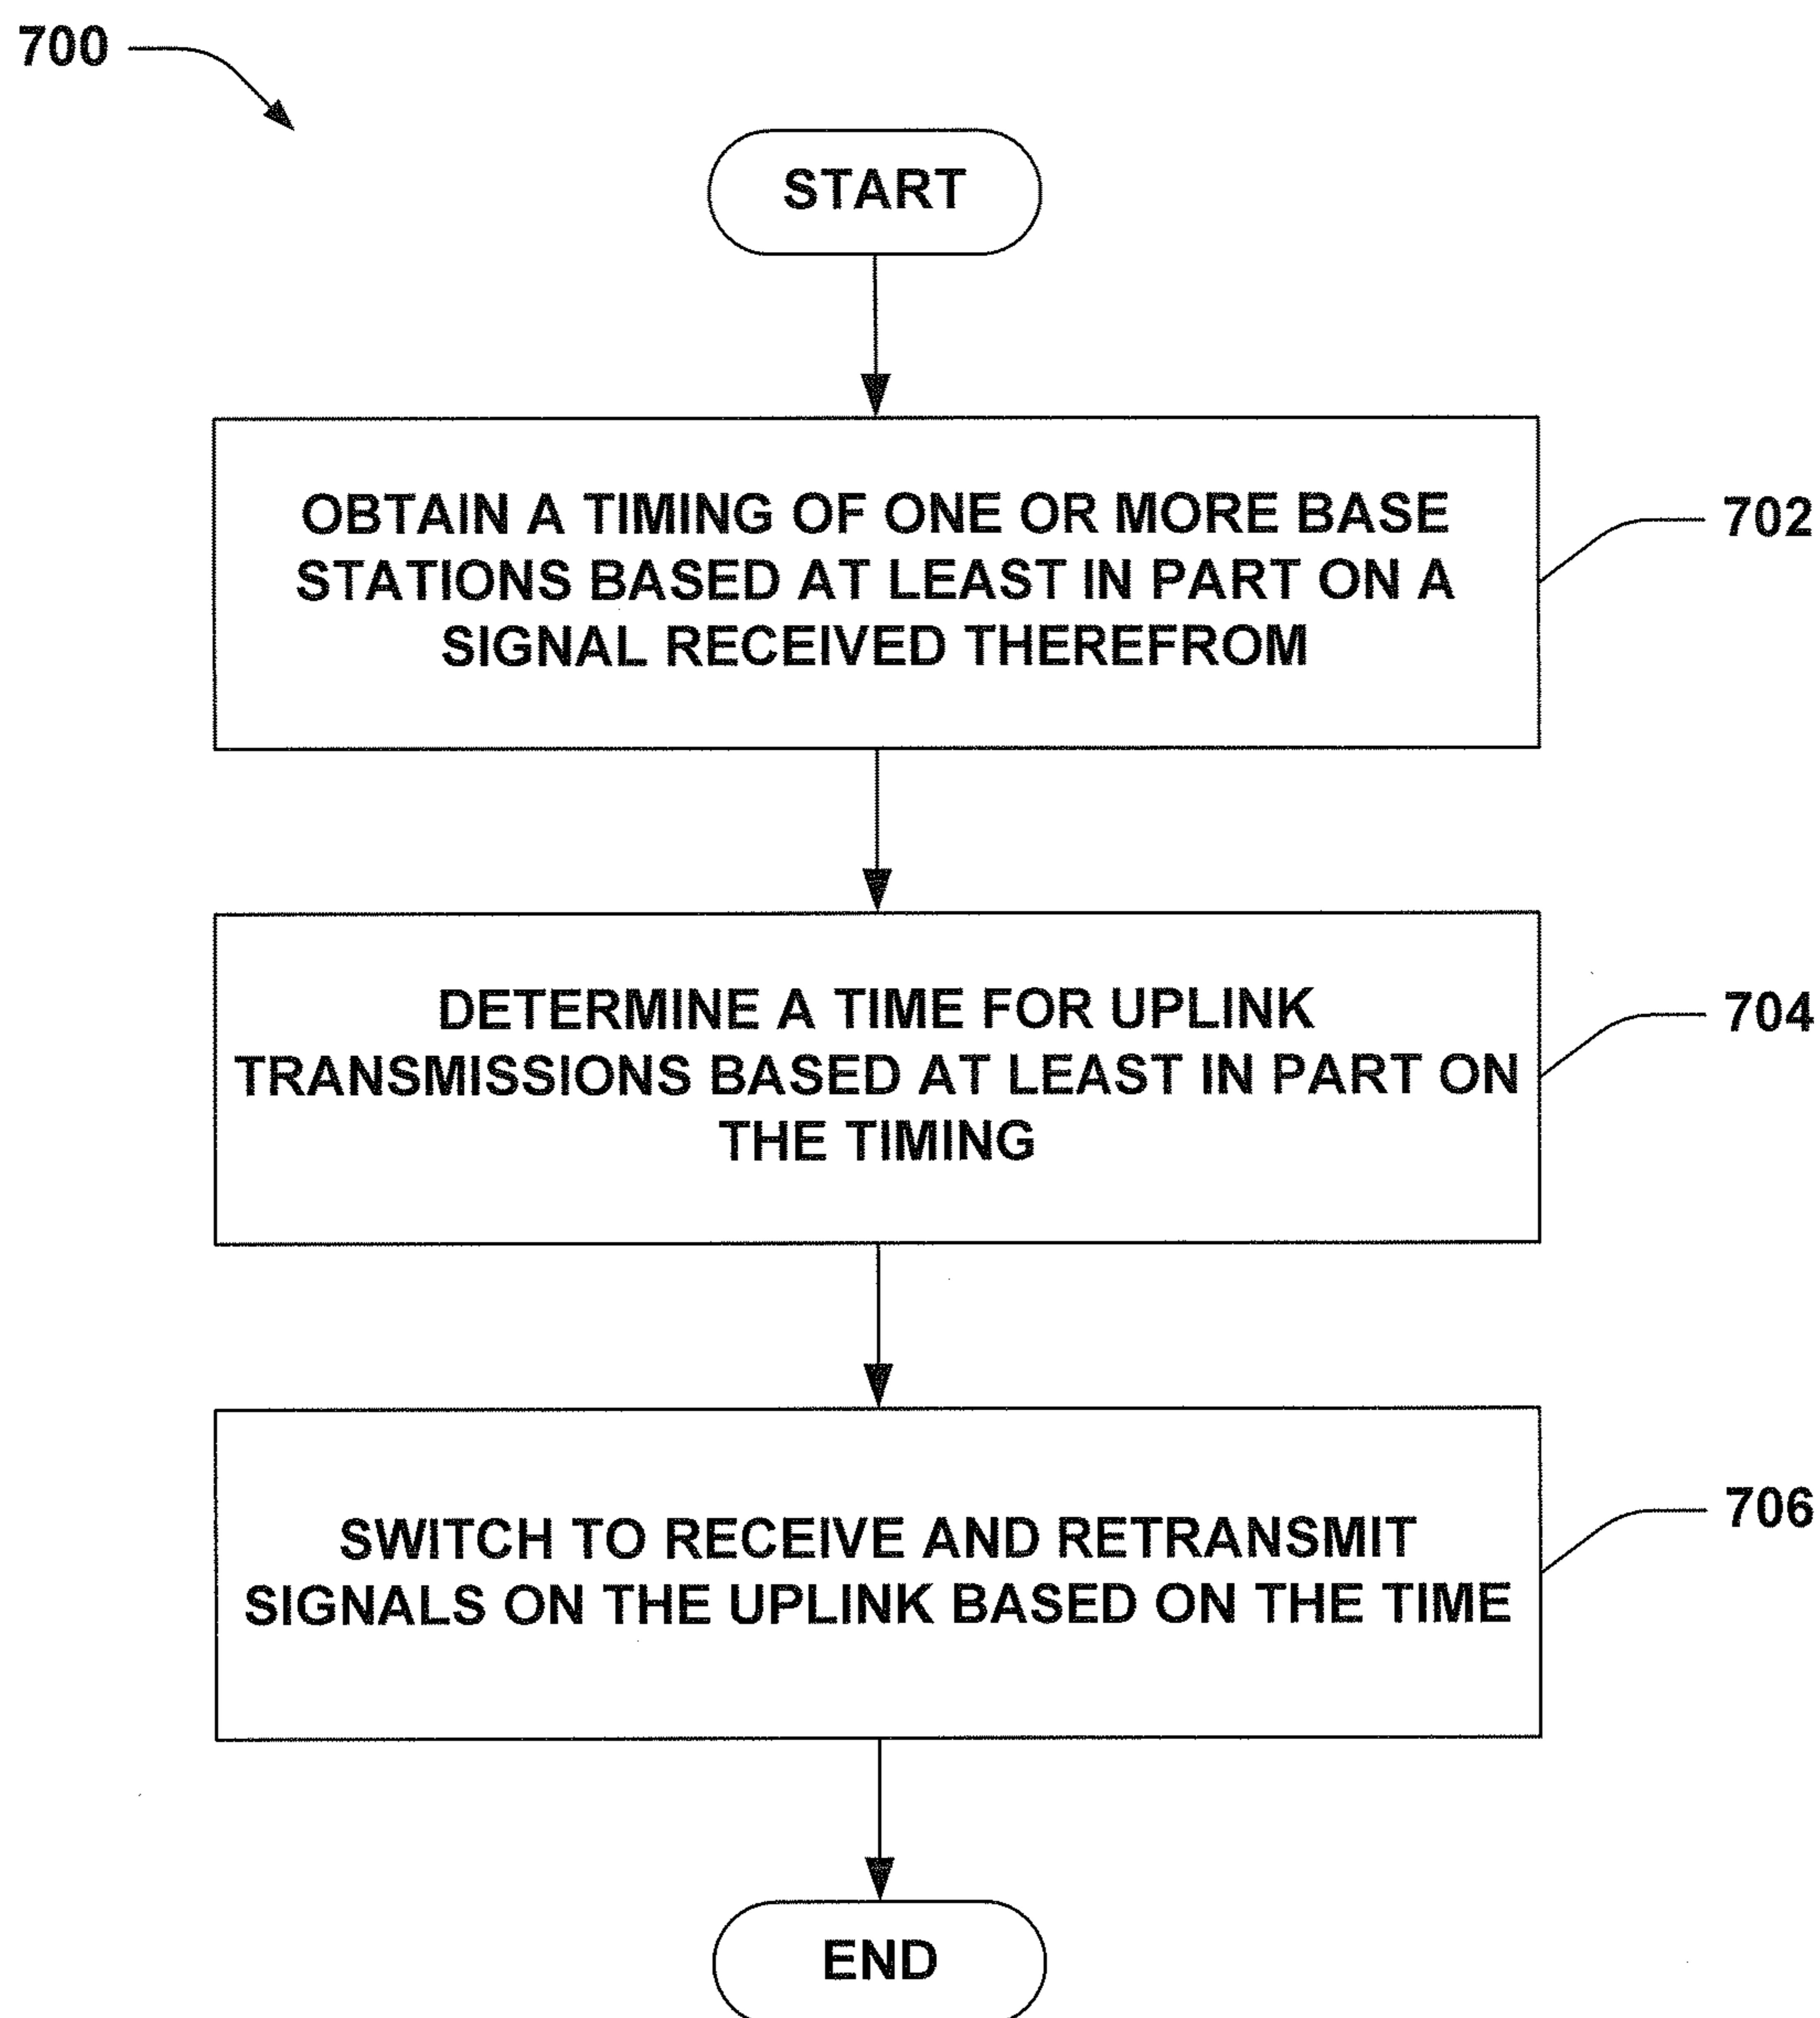 700
START
OBTAIN A TIMING OF ONE OR MORE BASE
STATIONS BASED AT LEAST IN PART ON A
SIGNAL RECEIVED THEREFROM
702
DETERMINE A TIME FOR UPLINK
TRANSMISSIONS BASED AT LEAST IN PART ON
THE TIMING
704
SWITCH TO RECEIVE AND RETRANSMIT
SIGNALS ON THE UPLINK BASED ON THE TIME
706
END